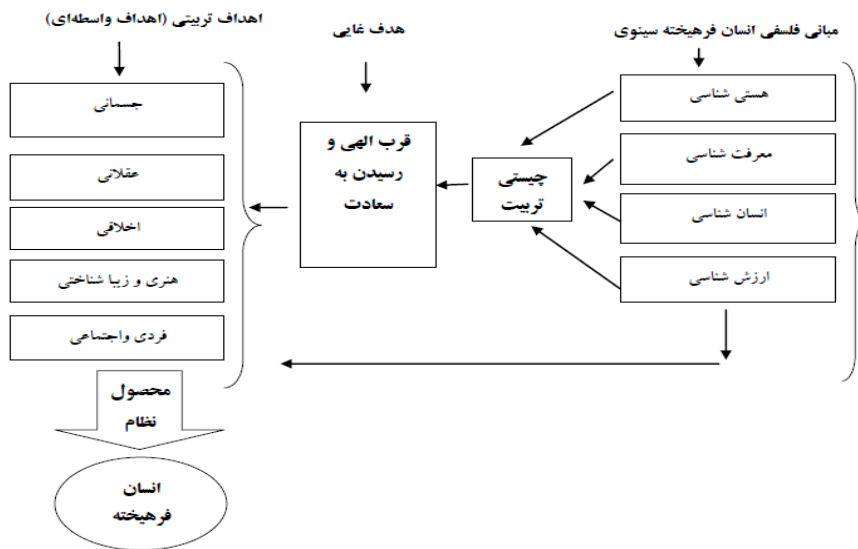 مبانی فلسفی انسان فرهیخته سینوی
هستی شناسی
معرفت شناسی
انسان شناسی
ارزش شناسی
چیستی
تربیت
هدف غایی
قرب الهی و
رسیدن به
سعادت
اهداف تربیتی (اهداف واسطه‌ای)
جسمانی
عقلانی
اخلاقی
هنری و زیبا شناختی
فردی واجتماعی
محصول
نظام
انسان
فرهیخته